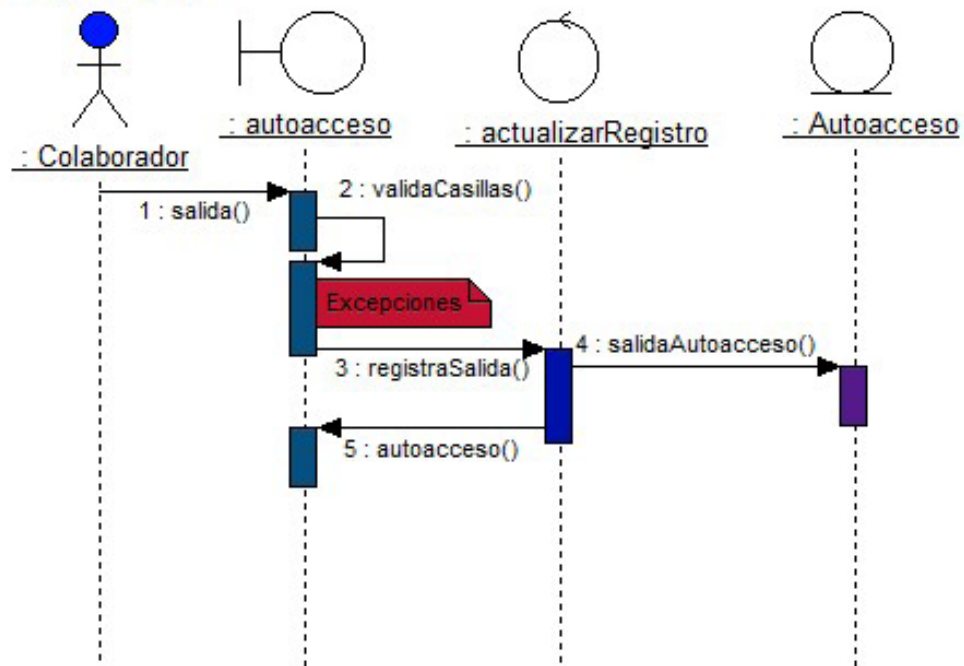 : Colaborador
: autoacceso
: actualizarRegistro
: Autoacceso
1 : salida()
2 : validaCasillas()
Excepciones
3 : registraSalida()
4 : salidaAutoacceso()
5 : autoacceso()